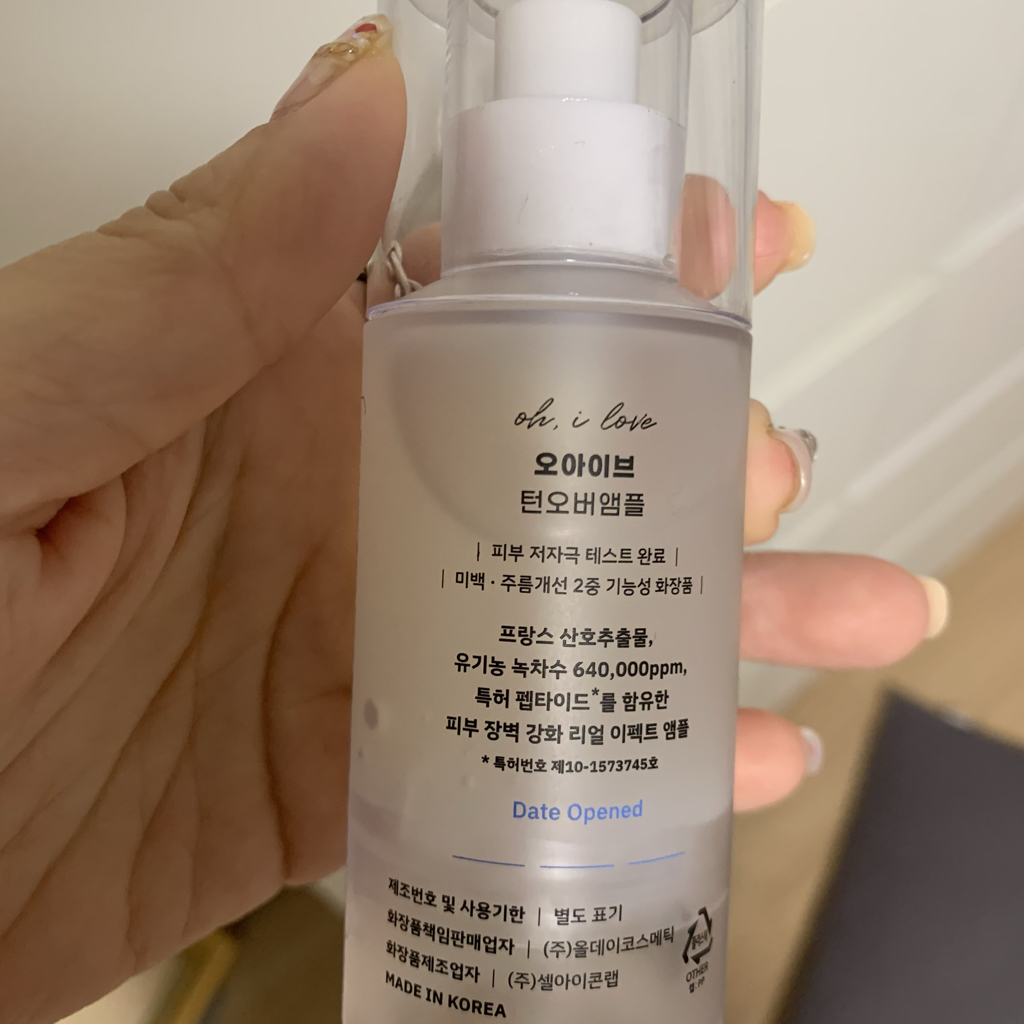 oh, i love
오아이브
턴오버앰플
| 피부 저자극 테스트 완료 |
| 미백 · 주름개선 2중 기능성 화장품 |
프랑스 산호추출물,
유기농 녹차수 640,000ppm,
특허 펩타이드*를 함유한
피부 장벽 강화 리얼 이펙트 앰플
* 특허번호 제10-1573745호
Date Opened
제조번호 및 사용기한 | 별도 표기
화장품책임판매업자 | (주)올데이코스메틱
화장품제조업자 | (주)셀아이콘랩
MADE IN KOREA
플라스틱
OTHER
캡: PP